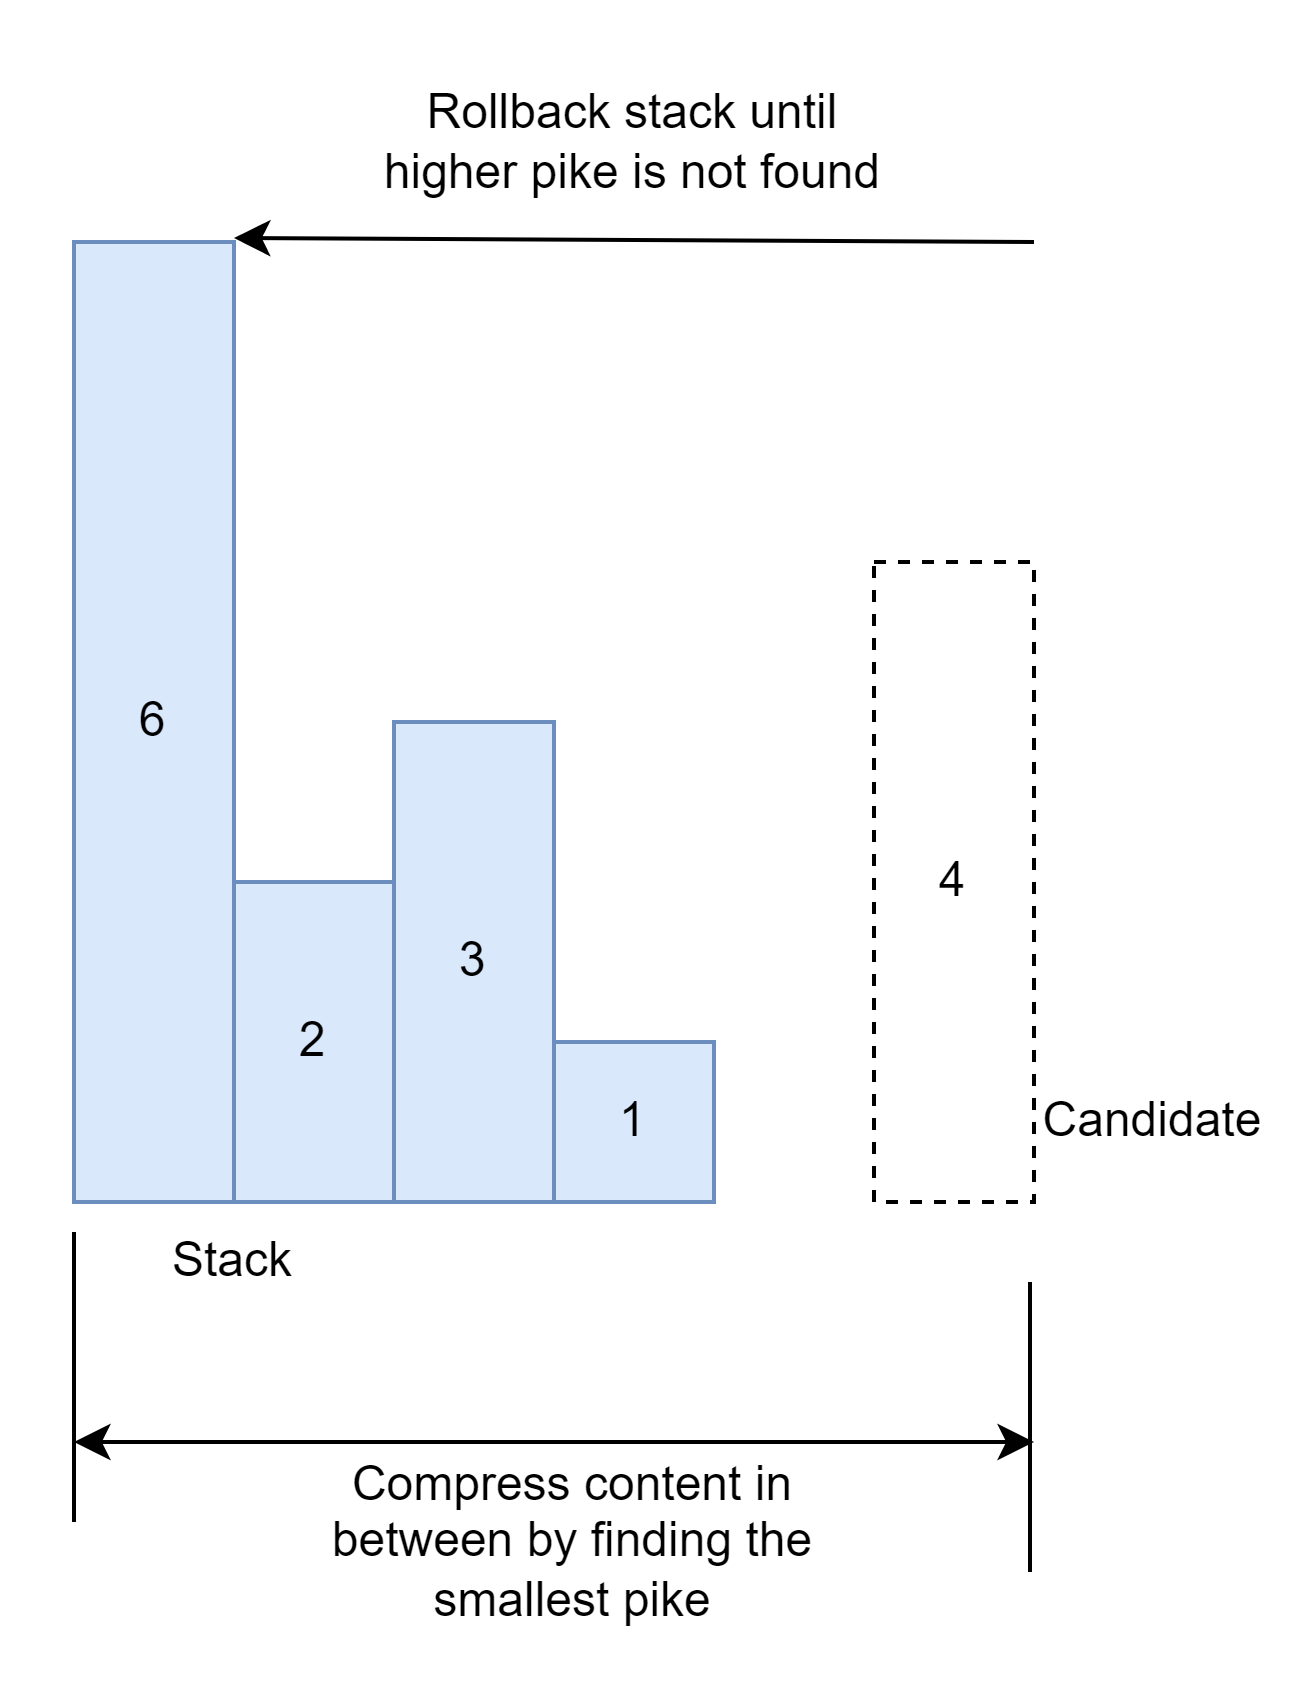 Rollback stack until
higher pike is not found
6
2
3
1
4
Candidate
Stack
Compress content in
between by finding the
smallest pike